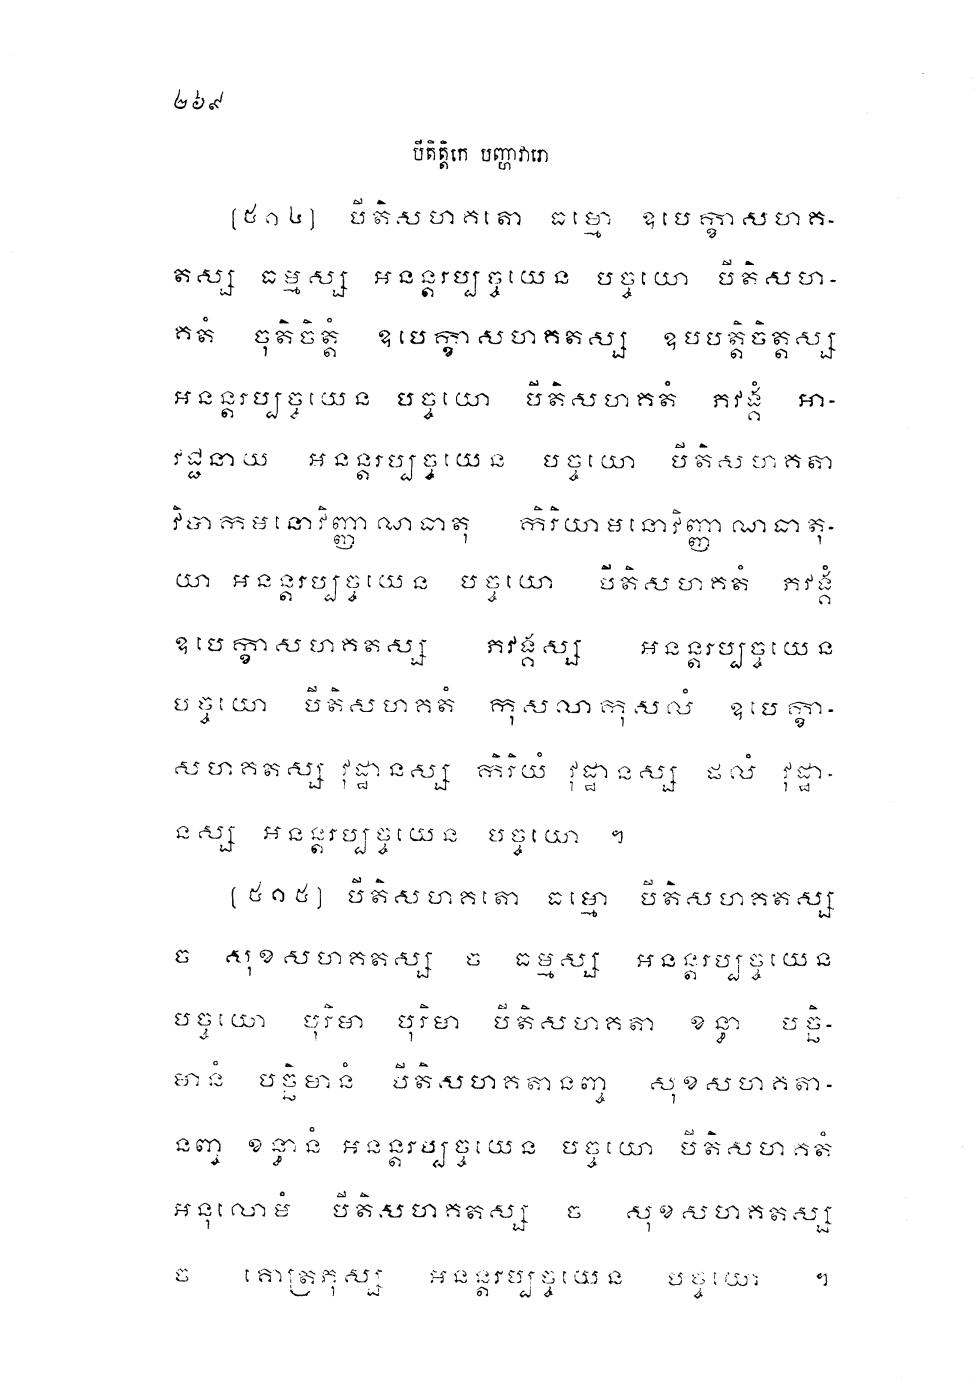 ២៦៩
បីតិត្តិកេ បញ្ហាវារោ
(៥១៤) បីតិសហគតោ ធម្មោ ឧបេក្ខាសហគ-
តស្ស ធម្មស្ស អនន្តរប្បច្ចយេន បច្ចយោ បីតិសហ-
គតំ ចុតិចិត្តំ ឧបេក្ខាសហគតស្ស ឧបបត្តិចិត្តស្ស
អនន្តរប្បច្ចយេន បច្ចយោ បីតិសហគតំ ភវង្គំ អា-
វជ្ជនាយ អនន្តរប្បច្ចយេន បច្ចយោ បីតិសហគតា
វិបាកមនោវិញ្ញាណធាតុ កិរិយាមនោវិញ្ញាណធាតុ-
យា អនន្តរប្បច្ចយេន បច្ចយោ បីតិសហគតំ ភវង្គំ
ឧបេក្ខាសហគតស្ស ភវង្គស្ស អនន្តរប្បច្ចយេន
បច្ចយោ បីតិសហគតំ កុសលាកុសលំ ឧបេក្ខា-
សហគតស្ស វុដ្ឋានស្ស កិរិយំ វុដ្ឋានស្ស ផលំ វុដ្ឋា-
នស្ស អនន្តរប្បច្ចយេន បច្ចយោ ។
(៥១៥) បីតិសហគតោ ធម្មោ បីតិសហគតស្ស
ច សុខសហគតស្ស ច ធម្មស្ស អនន្តរប្បច្ចយេន
បច្ចយោ បុរិមា បុរិមា បីតិសហគតា ខន្ធា បច្ឆិ-
មានំ បច្ឆិមានំ បីតិសហគតានញ្ច សុខសហគតា-
នញ្ច ខន្ធានំ អនន្តរប្បច្ចយេន បច្ចយោ បីតិសហគតំ
អនុលោមំ បីតិសហគតស្ស ច សុខសហគតស្ស
ច គោត្រភុស្ស អនន្តរប្បច្ចយេន បច្ចយោ ។